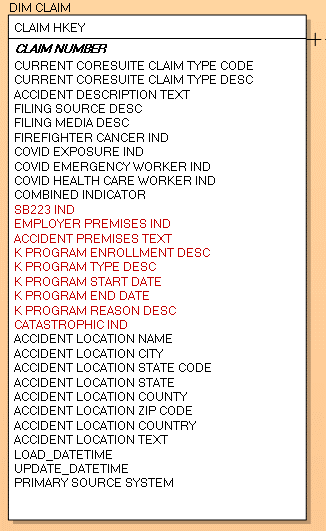 DIM CLAIM
CLAIM HKEY
CLAIM NUMBER
CURRENT CORESUITE CLAIM TYPE CODE
CURRENT CORESUITE CLAIM TYPE DESC
ACCIDENT DESCRIPTION TEXT
FILING SOURCE DESC
FILING MEDIA DESC
FIREFIGHTER CANCER IND
COVID EXPOSURE IND
COVID EMERGENCY WORKER IND
COVID HEALTH CARE WORKER IND
COMBINED INDICATOR
SB223 IND
EMPLOYER PREMISES IND
ACCIDENT PREMISES TEXT
K PROGRAM ENROLLMENT DESC
K PROGRAM TYPE DESC
K PROGRAM START DATE
K PROGRAM END DATE
K PROGRAM REASON DESC
CATASTROPHIC IND
ACCIDENT LOCATION NAME
ACCIDENT LOCATION CITY
ACCIDENT LOCATION STATE CODE
ACCIDENT LOCATION STATE
ACCIDENT LOCATION COUNTY
ACCIDENT LOCATION ZIP CODE
ACCIDENT LOCATION COUNTRY
ACCIDENT LOCATION TEXT
LOAD_DATETIME
UPDATE_DATETIME
PRIMARY SOURCE SYSTEM